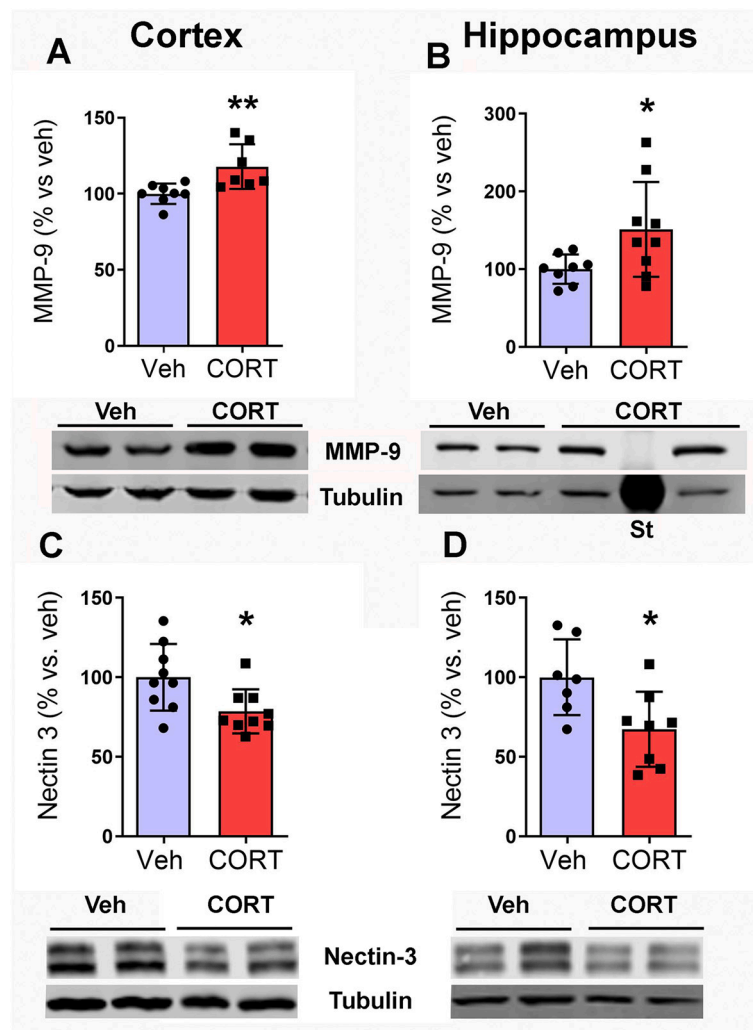 Cortex
Hippocampus
A
MMP-9 (% vs veh)
150
100
50
0
**
Veh CORT
Veh CORT
B
MMP-9 (% vs veh)
300
200
100
0
*
Veh CORT
Veh CORT
MMP-9
Tubulin
St
C
Nectin 3 (% vs. veh)
150
100
50
0
*
Veh CORT
Veh CORT
D
Nectin 3 (% vs. veh)
150
100
50
0
*
Veh CORT
Veh CORT
Nectin-3
Tubulin